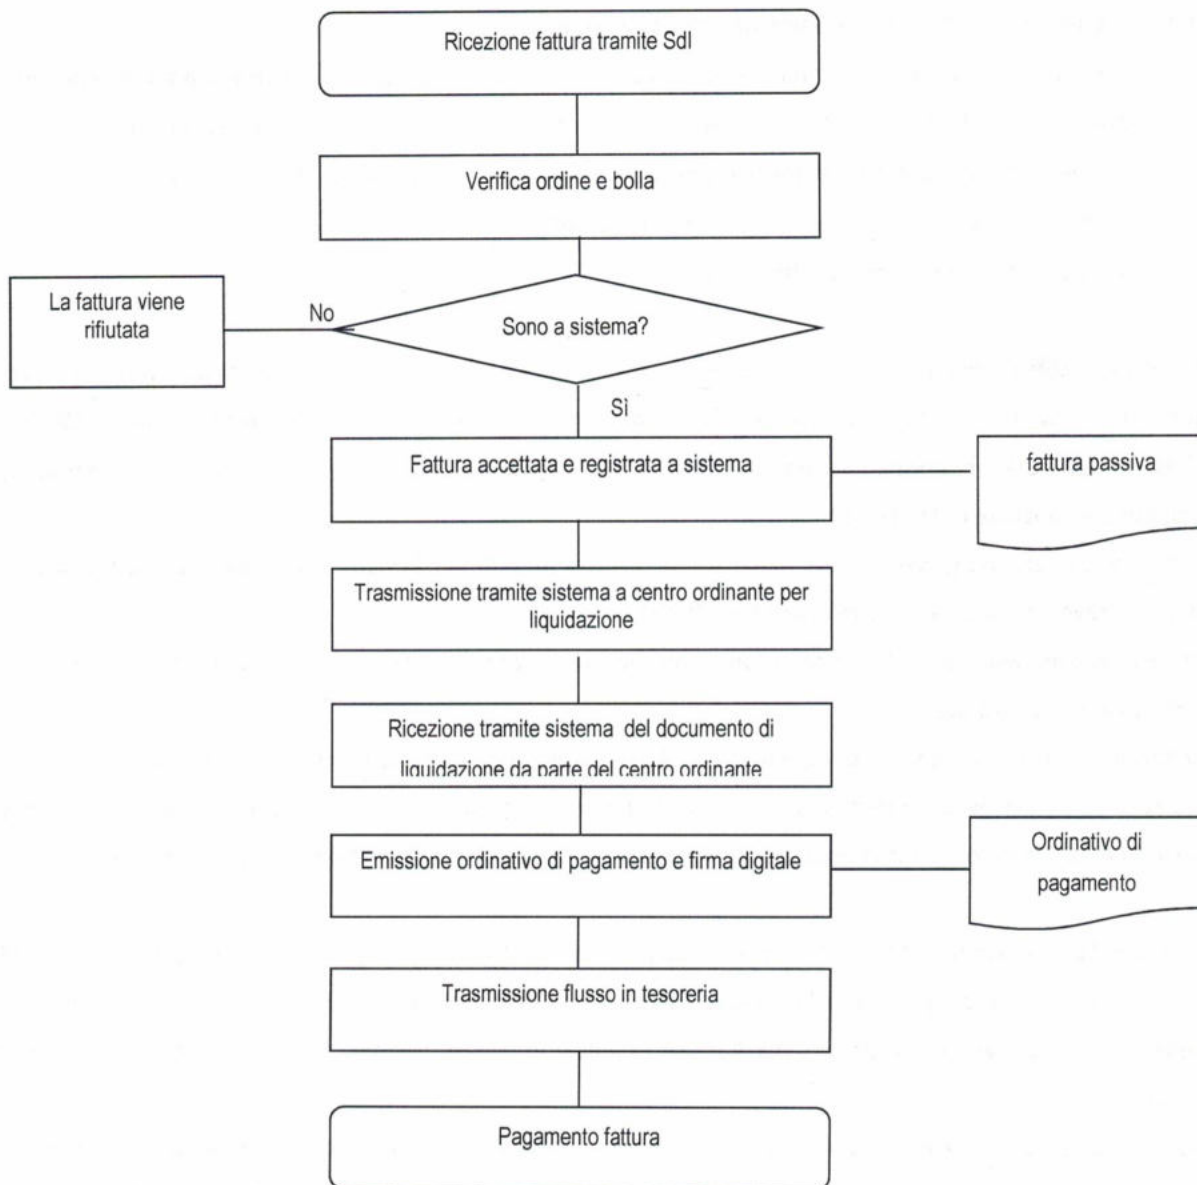 Ricezione fattura tramite SdI
Verifica ordine e bolla
La fattura viene
rifiutata
No
Sono a sistema?
Sì
Fattura accettata e registrata a sistema
fattura passiva
Trasmissione tramite sistema a centro ordinante per
liquidazione
Ricezione tramite sistema del documento di
liquidazione da parte del centro ordinante
Emissione ordinativo di pagamento e firma digitale
Ordinativo di
pagamento
Trasmissione flusso in tesoreria
Pagamento fattura